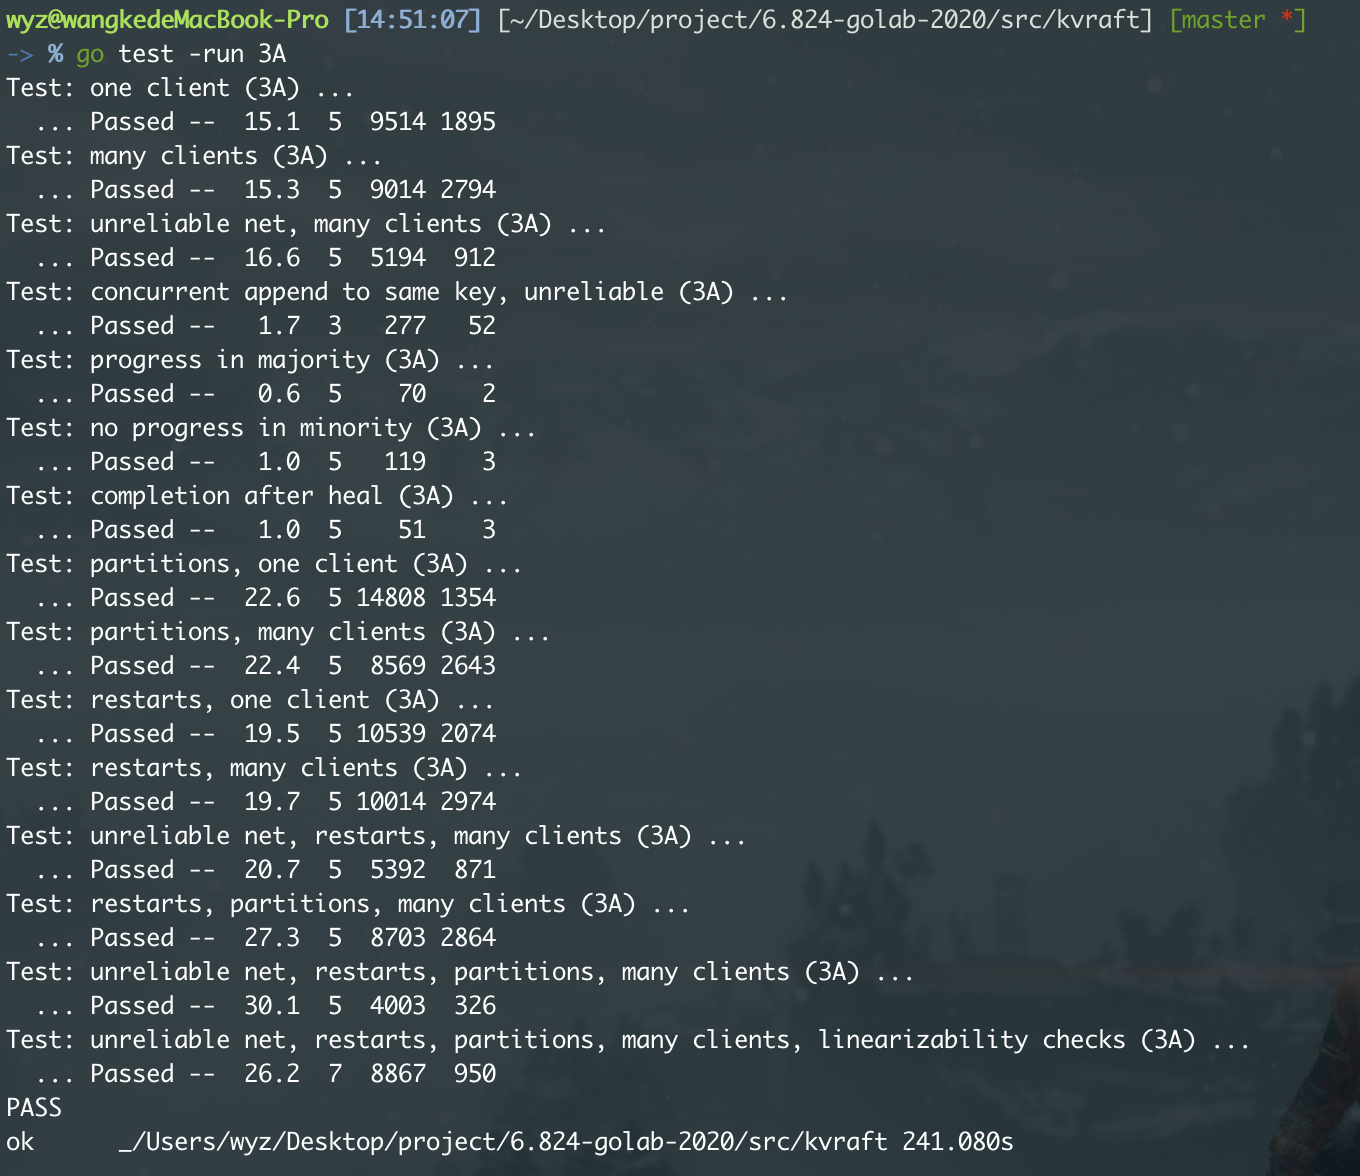 wyz@wangkedeMacBook-Pro [14:51:07] [~/Desktop/project/6.824-golab-2020/src/kvraft] [master *]
-> % go test -run 3A
Test: one client (3A) ...
  ... Passed --  15.1  5  9514 1895
Test: many clients (3A) ...
  ... Passed --  15.3  5  9014 2794
Test: unreliable net, many clients (3A) ...
  ... Passed --  16.6  5  5194  912
Test: concurrent append to same key, unreliable (3A) ...
  ... Passed --   1.7  3   277   52
Test: progress in majority (3A) ...
  ... Passed --   0.6  5    70    2
Test: no progress in minority (3A) ...
  ... Passed --   1.0  5   119    3
Test: completion after heal (3A) ...
  ... Passed --   1.0  5    51    3
Test: partitions, one client (3A) ...
  ... Passed --  22.6  5 14808 1354
Test: partitions, many clients (3A) ...
  ... Passed --  22.4  5  8569 2643
Test: restarts, one client (3A) ...
  ... Passed --  19.5  5 10539 2074
Test: restarts, many clients (3A) ...
  ... Passed --  19.7  5 10014 2974
Test: unreliable net, restarts, many clients (3A) ...
  ... Passed --  20.7  5  5392  871
Test: restarts, partitions, many clients (3A) ...
  ... Passed --  27.3  5  8703 2864
Test: unreliable net, restarts, partitions, many clients (3A) ...
  ... Passed --  30.1  5  4003  326
Test: unreliable net, restarts, partitions, many clients, linearizability checks (3A) ...
  ... Passed --  26.2  7  8867  950
PASS
ok      _/Users/wyz/Desktop/project/6.824-golab-2020/src/kvraft 241.080s